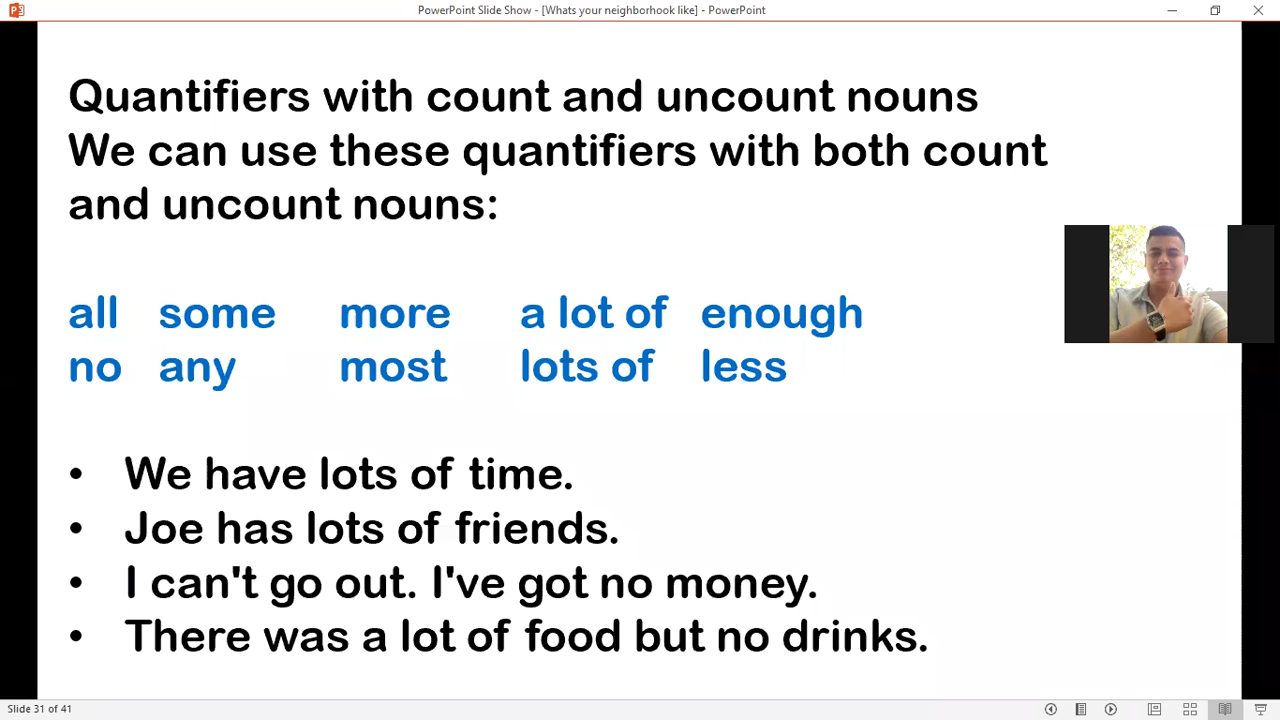 PowerPoint Slide Show - [Whats your neighborhook like] - PowerPoint
Quantifiers with count and uncount nouns
We can use these quantifiers with both count
and uncount nouns:
all some more a lot of enough
no any most lots of less
• We have lots of time.
• Joe has lots of friends.
• I can't go out. I've got no money.
• There was a lot of food but no drinks.
Slide 31 of 41